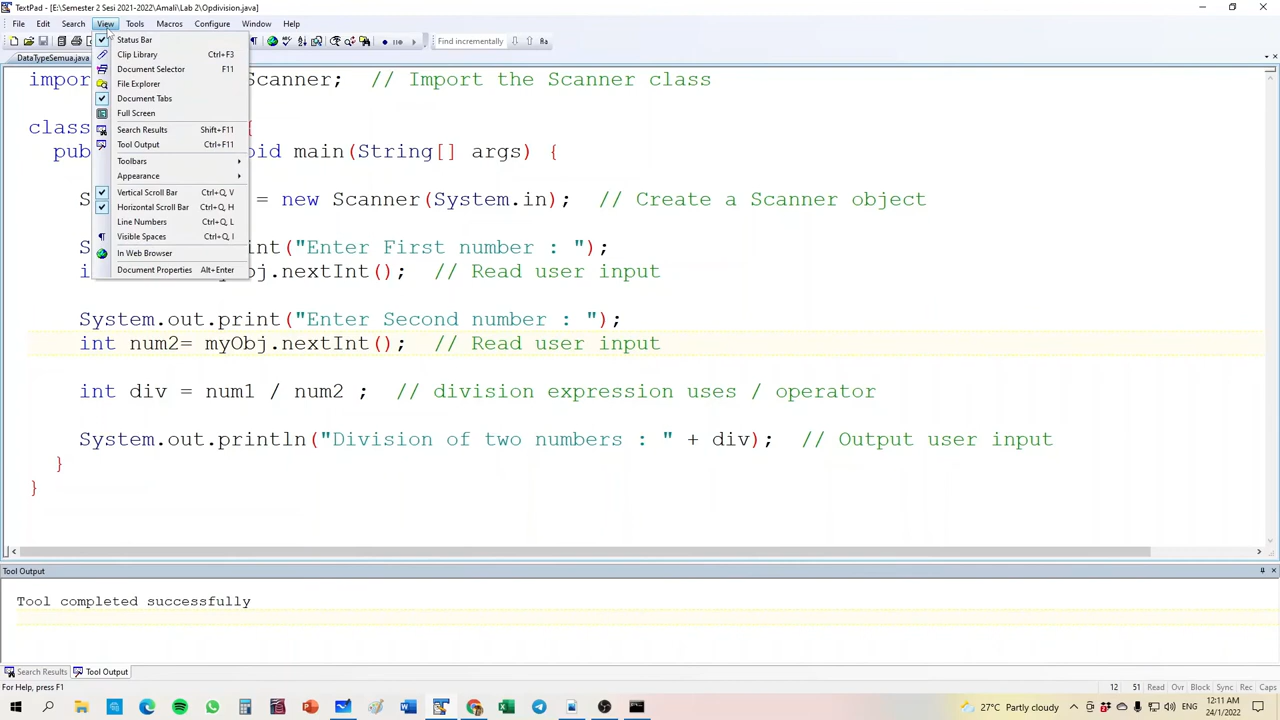 TextPad - [E:\Semester 2 Sesi 2021-2022\Amali\Lab 2\Opdivision.java]
File Edit Search View Tools Macros Configure Window Help
Find incrementally
DataTypeSemua.java
Status Bar
Clip Library Ctrl+F3
Document Selector F11
File Explorer
Document Tabs
Full Screen
Search Results Shift+F11
Tool Output Ctrl+F11
Toolbars
Appearance
Vertical Scroll Bar Ctrl+Q, V
Horizontal Scroll Bar Ctrl+Q, H
Line Numbers Ctrl+Q, L
Visible Spaces Ctrl+Q, I
In Web Browser
Document Properties Alt+Enter
impor Scanner; // Import the Scanner class
class {
pub oid main(String[] args) {
S = new Scanner(System.in); // Create a Scanner object
S int("Enter First number : ");
i bj.nextInt(); // Read user input
System.out.print("Enter Second number : ");
int num2= myObj.nextInt(); // Read user input
int div = num1 / num2 ; // division expression uses / operator
System.out.println("Division of two numbers : " + div); // Output user input
}
}
Tool Output
Tool completed successfully
Search Results Tool Output
For Help, press F1
12 51 Read Ovr Block Sync Rec Caps
27°C Partly cloudy
ENG
12:11 AM
24/1/2022